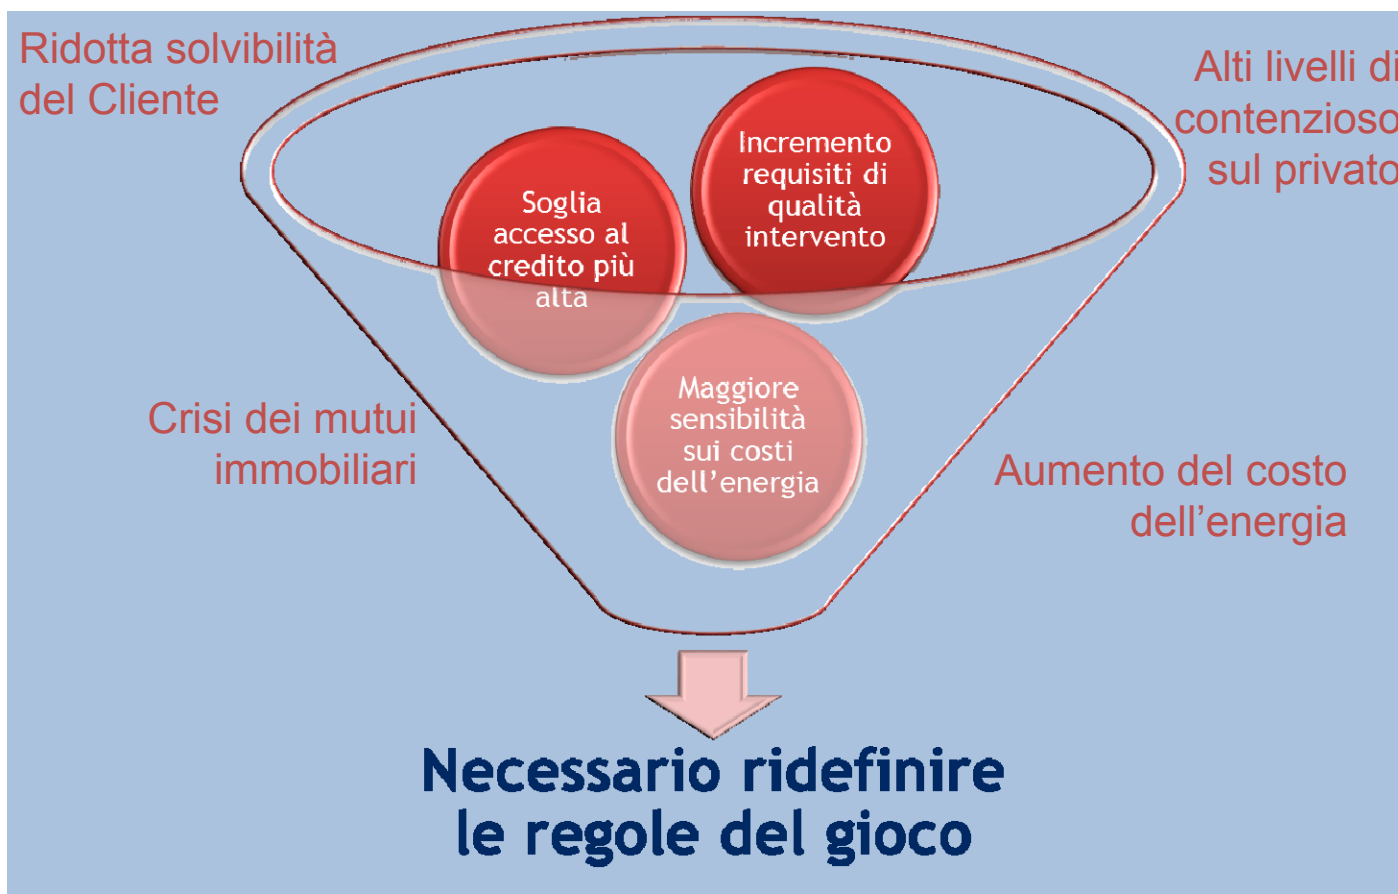 Ridotta solvibilità
del Cliente
Alti livelli di
contenzioso
sul privato
Incremento
requisiti di
qualità
intervento
Soglia
accesso al
credito più
alta
Maggiore
sensibilità
sui costi
dell’energia
Crisi dei mutui
immobiliari
Aumento del costo
dell’energia
Necessario ridefinire
le regole del gioco